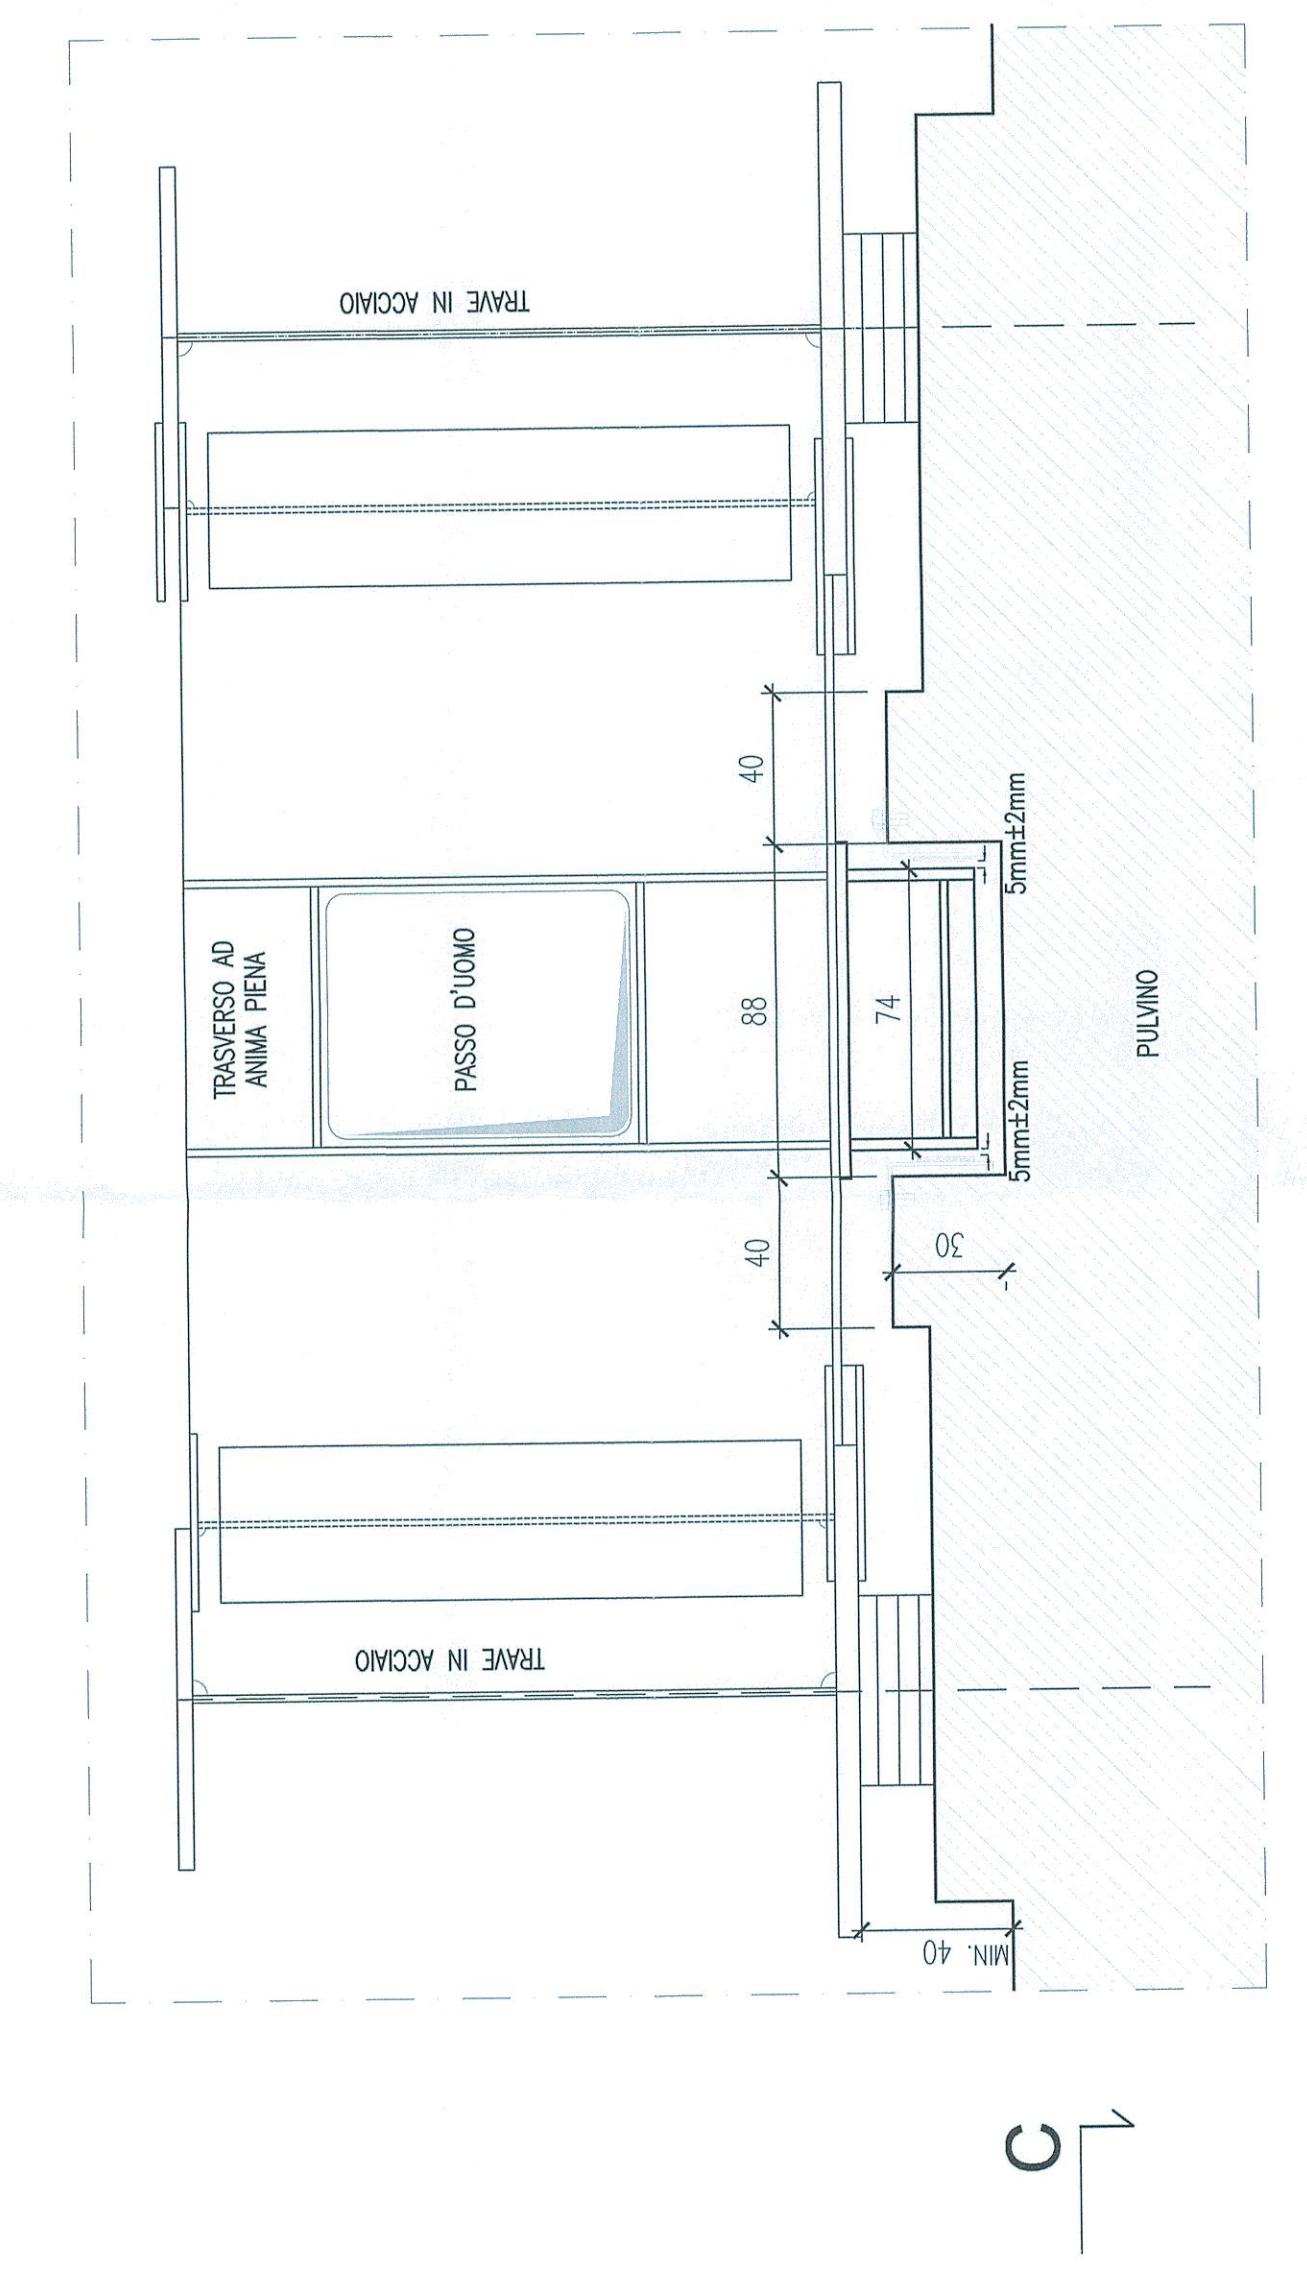 TRAVE IN ACCIAIO
TRASVERSO AD
ANIMA PIENA
PASSO D'UOMO
TRAVE IN ACCIAIO
40
88
40
74
5mm±2mm
5mm±2mm
30
MIN. 40
PULVINO
C